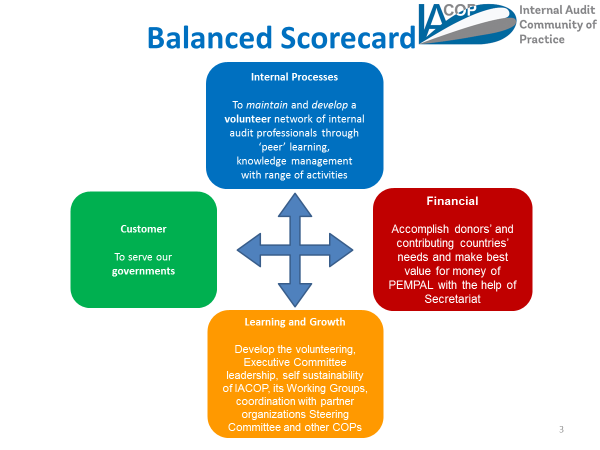 Balanced Scorecard
IACOP
Internal Audit
Community of
Practice
Internal Processes
To maintain and develop a
volunteer network of internal
audit professionals through
‘peer’ learning,
knowledge management
with range of activities
Customer
To serve our
governments
Financial
Accomplish donors’ and
contributing countries’
needs and make best
value for money of
PEMPAL with the help of
Secretariat
Learning and Growth
Develop the volunteering,
Executive Committee
leadership, self sustainability
of IACOP, its Working Groups,
coordination with partner
organizations Steering
Committee and other COPs
3